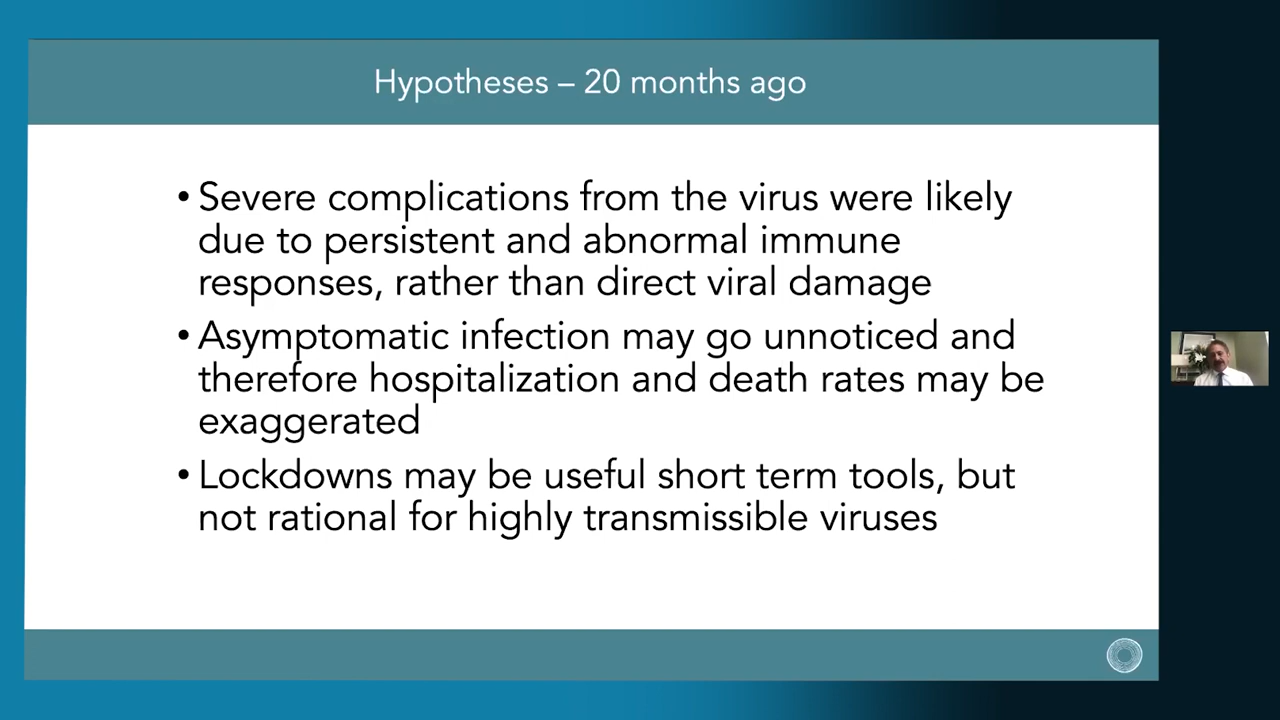 Hypotheses – 20 months ago
• Severe complications from the virus were likely
due to persistent and abnormal immune
responses, rather than direct viral damage
• Asymptomatic infection may go unnoticed and
therefore hospitalization and death rates may be
exaggerated
• Lockdowns may be useful short term tools, but
not rational for highly transmissible viruses